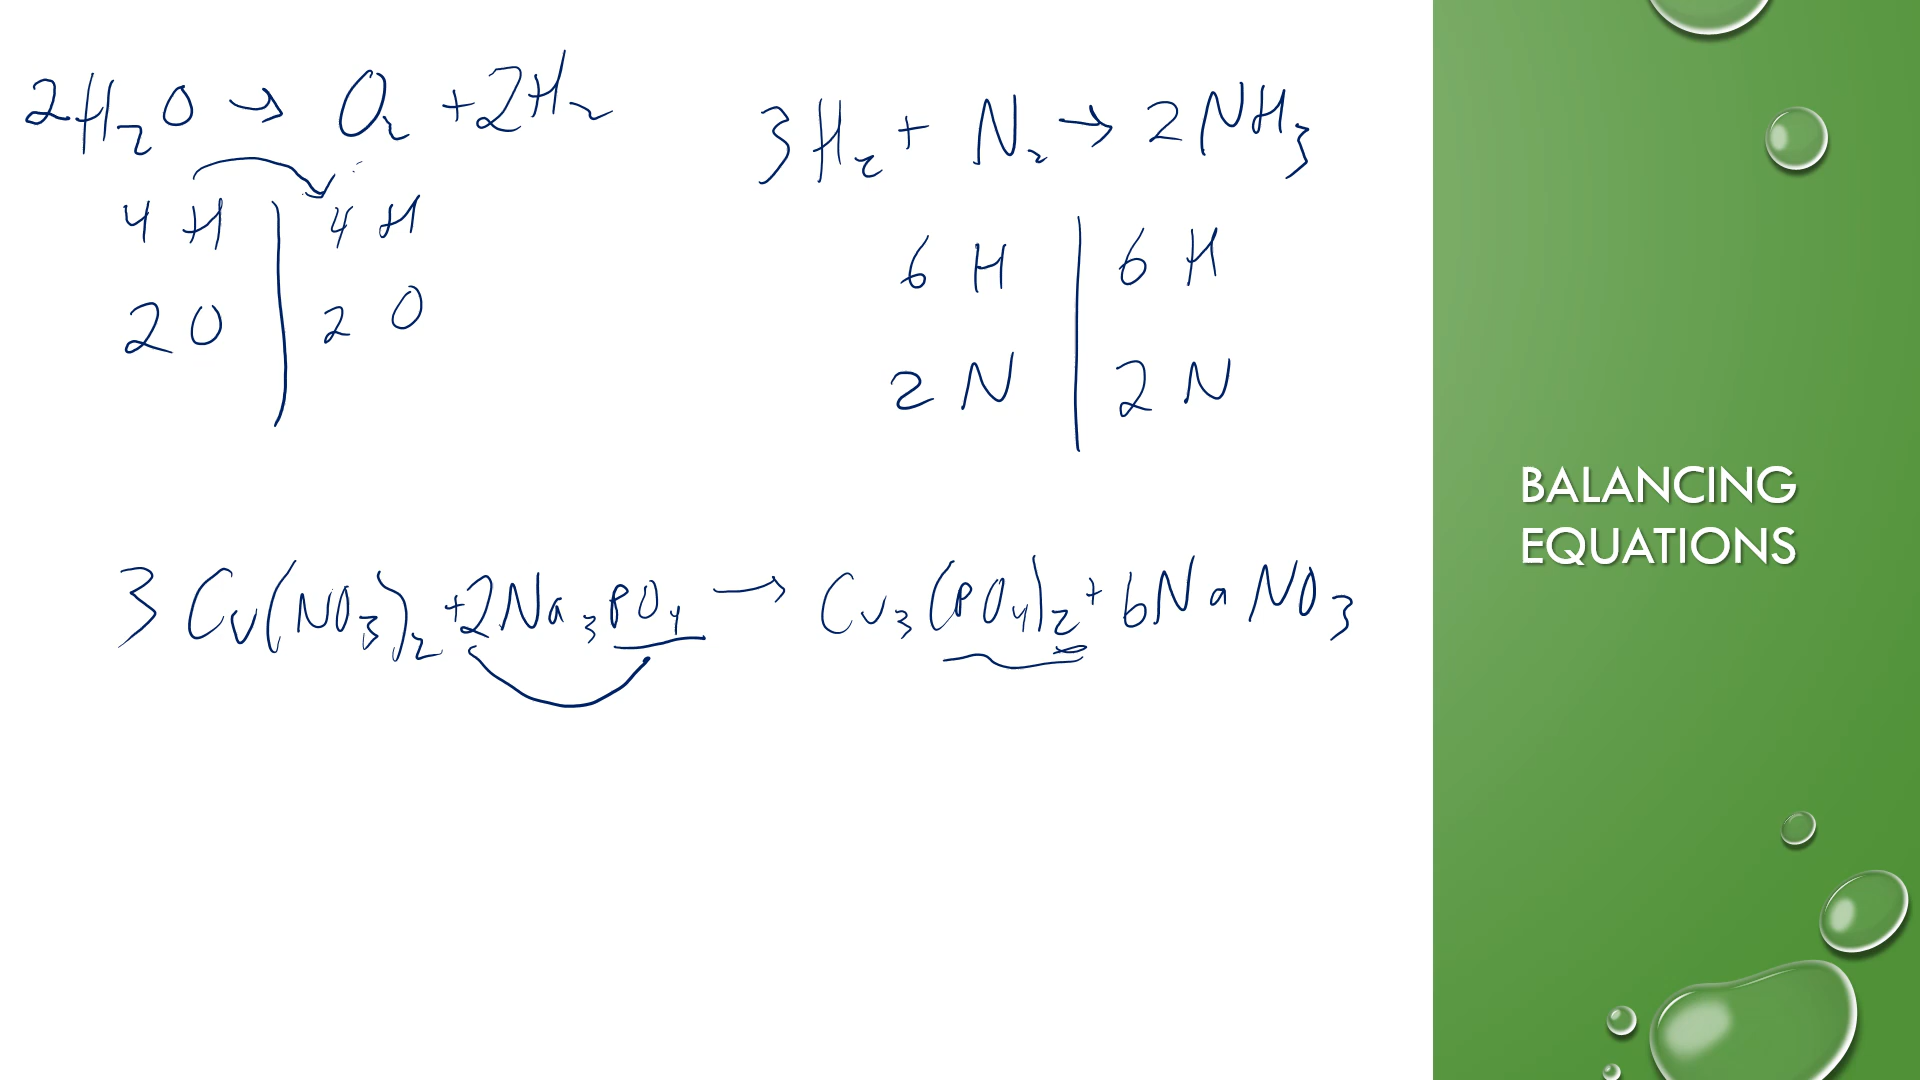 2H₂O → O₂ + 2H₂
4 H | 4 H
2 O | 2 O
3H₂ + N₂ → 2NH₃
6 H | 6 H
2 N | 2 N
3 Cu(NO₃)₂ + 2Na₃PO₄ → Cu₃(PO₄)₂ + 6NaNO₃
BALANCING
EQUATIONS